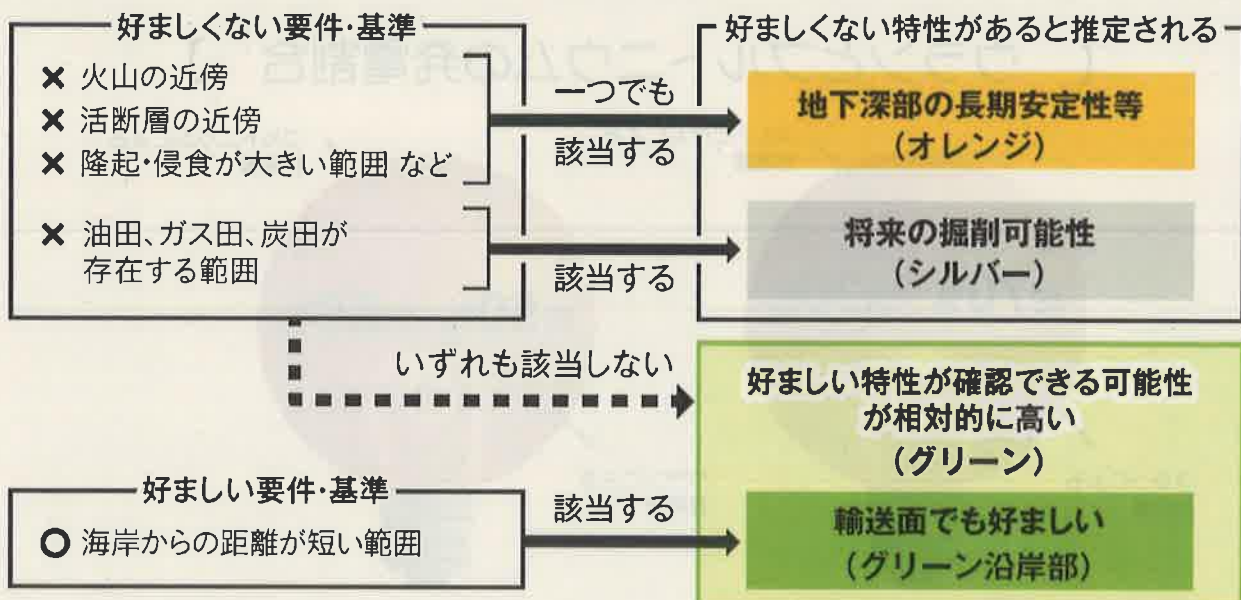 好ましくない要件・基準
× 火山の近傍
× 活断層の近傍
× 隆起・侵食が大きい範囲 など
× 油田、ガス田、炭田が
存在する範囲
一つでも
該当する
該当する
好ましくない特性があると推定される
地下深部の長期安定性等
(オレンジ)
将来の掘削可能性
(シルバー)
いずれも該当しない
好ましい特性が確認できる可能性
が相対的に高い
(グリーン)
好ましい要件・基準
○ 海岸からの距離が短い範囲
該当する
輸送面でも好ましい
(グリーン沿岸部)